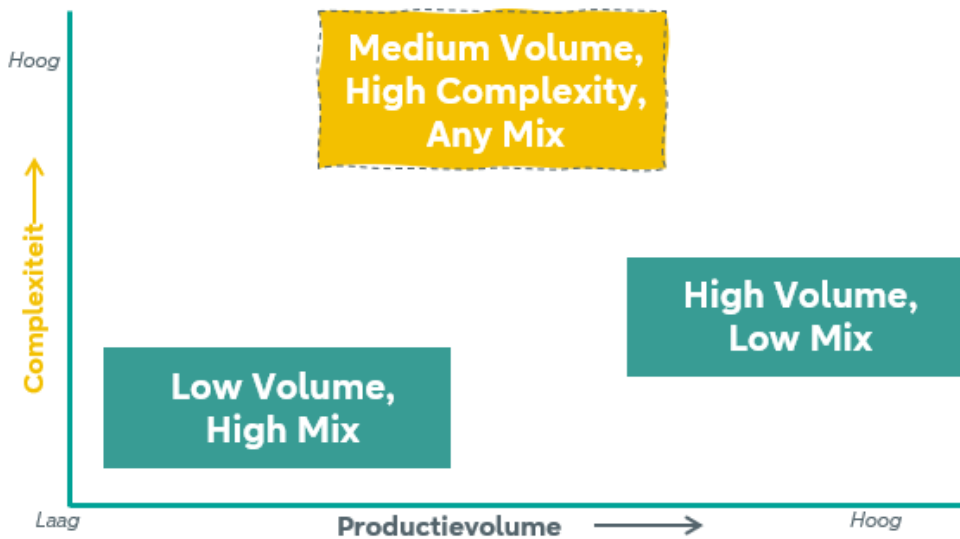 Hoog
Medium Volume,
High Complexity,
Any Mix
Complexiteit
High Volume,
Low Mix
Low Volume,
High Mix
Laag
Productievolume
Hoog